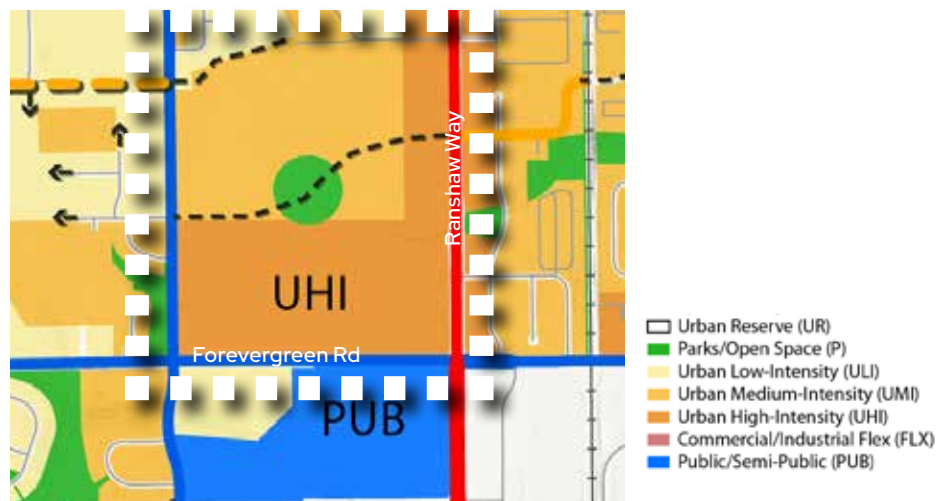 Ranshaw Way
UHI
Forevergreen Rd
PUB
Urban Reserve (UR)
Parks/Open Space (P)
Urban Low-Intensity (ULI)
Urban Medium-Intensity (UMI)
Urban High-Intensity (UHI)
Commercial/Industrial Flex (FLX)
Public/Semi-Public (PUB)